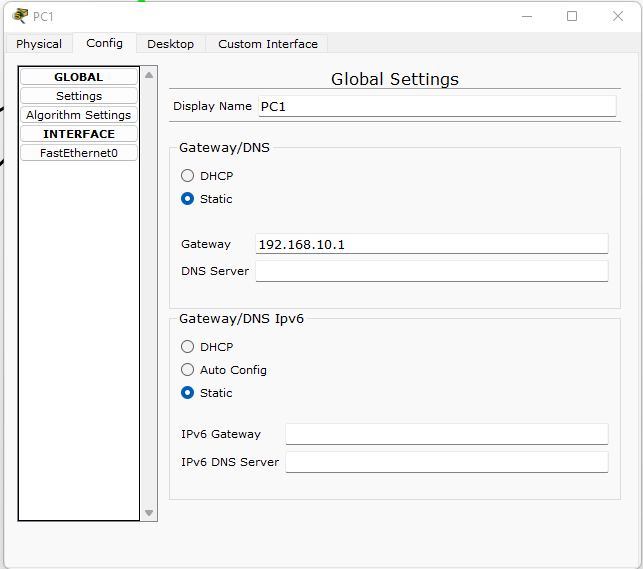 PC1
Physical Config Desktop Custom Interface
GLOBAL
Settings
Algorithm Settings
INTERFACE
FastEthernet0
Global Settings
Display Name PC1
Gateway/DNS
DHCP
Static
Gateway 192.168.10.1
DNS Server
Gateway/DNS Ipv6
DHCP
Auto Config
Static
IPv6 Gateway
IPv6 DNS Server